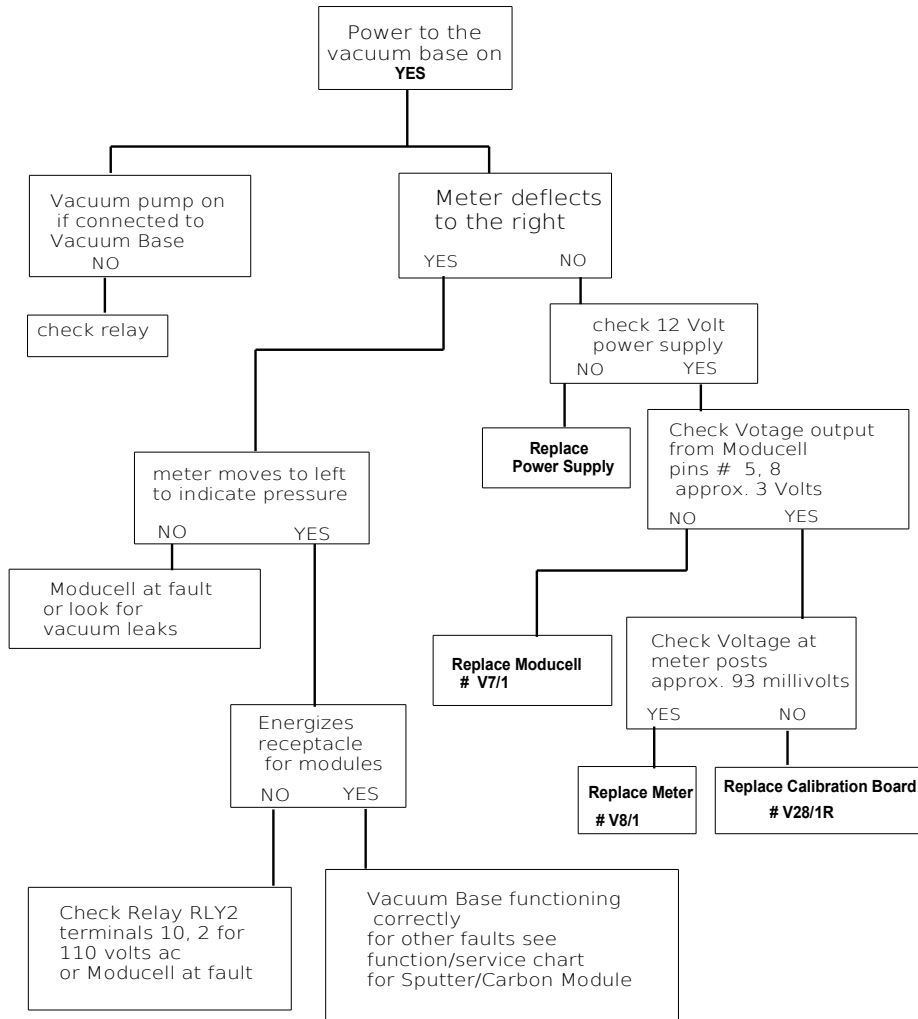 Power to the
vacuum base on
YES
Vacuum pump on
if connected to
Vacuum Base
NO
check relay
Meter deflects
to the right
YES NO
check 12 Volt
power supply
NO YES
Replace
Power Supply
Check Votage output
from Moducell
pins # 5, 8
approx. 3 Volts
NO YES
meter moves to left
to indicate pressure
NO YES
Moducell at fault
or look for
vacuum leaks
Replace Moducell
# V7/1
Check Voltage at
meter posts
approx. 93 millivolts
YES NO
Replace Meter
# V8/1
Replace Calibration Board
# V28/1R
Energizes
receptacle
for modules
NO YES
Check Relay RLY2
terminals 10, 2 for
110 volts ac
or Moducell at fault
Vacuum Base functioning
correctly
for other faults see
function/service chart
for Sputter/Carbon Module